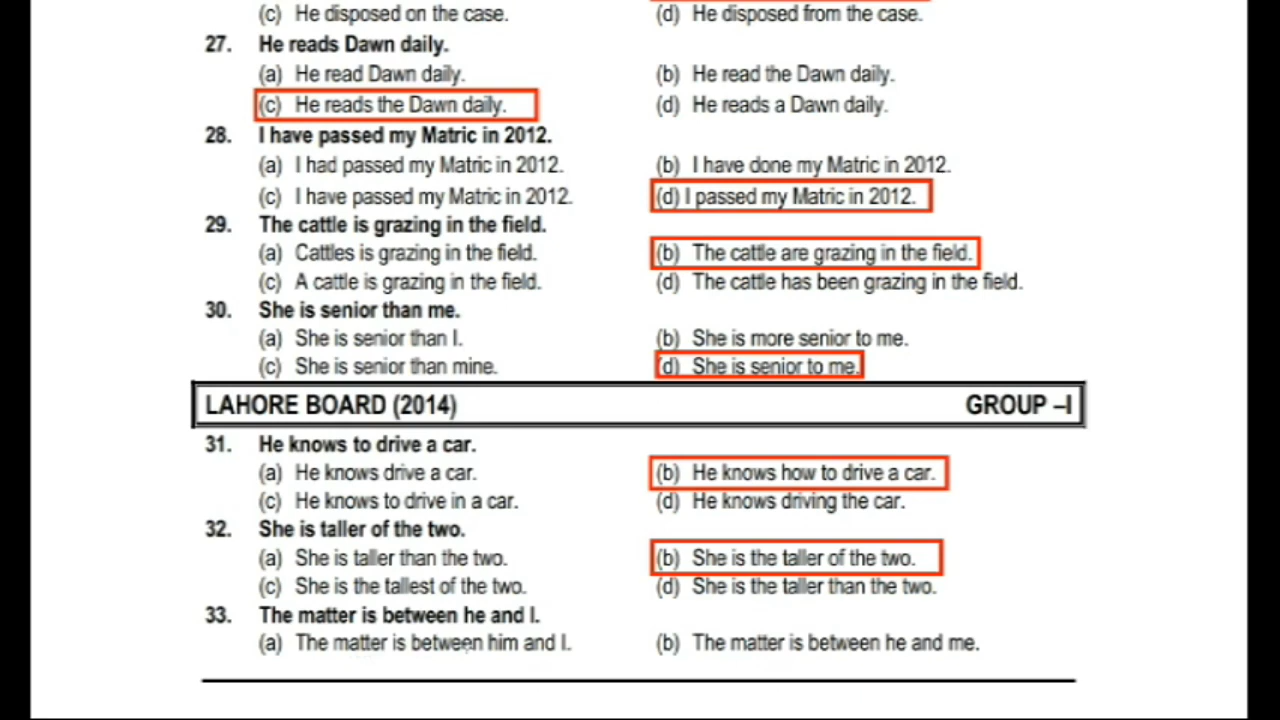 (c) He disposed on the case. (d) He disposed from the case.
27. He reads Dawn daily.
(a) He read Dawn daily. (b) He read the Dawn daily.
(c) He reads the Dawn daily. (d) He reads a Dawn daily.
28. I have passed my Matric in 2012.
(a) I had passed my Matric in 2012. (b) I have done my Matric in 2012.
(c) I have passed my Matric in 2012. (d) I passed my Matric in 2012.
29. The cattle is grazing in the field.
(a) Cattles is grazing in the field. (b) The cattle are grazing in the field.
(c) A cattle is grazing in the field. (d) The cattle has been grazing in the field.
30. She is senior than me.
(a) She is senior than I. (b) She is more senior to me.
(c) She is senior than mine. (d) She is senior to me.
LAHORE BOARD (2014) GROUP –I
31. He knows to drive a car.
(a) He knows drive a car. (b) He knows how to drive a car.
(c) He knows to drive in a car. (d) He knows driving the car.
32. She is taller of the two.
(a) She is taller than the two. (b) She is the taller of the two.
(c) She is the tallest of the two. (d) She is the taller than the two.
33. The matter is between he and I.
(a) The matter is between him and I. (b) The matter is between he and me.